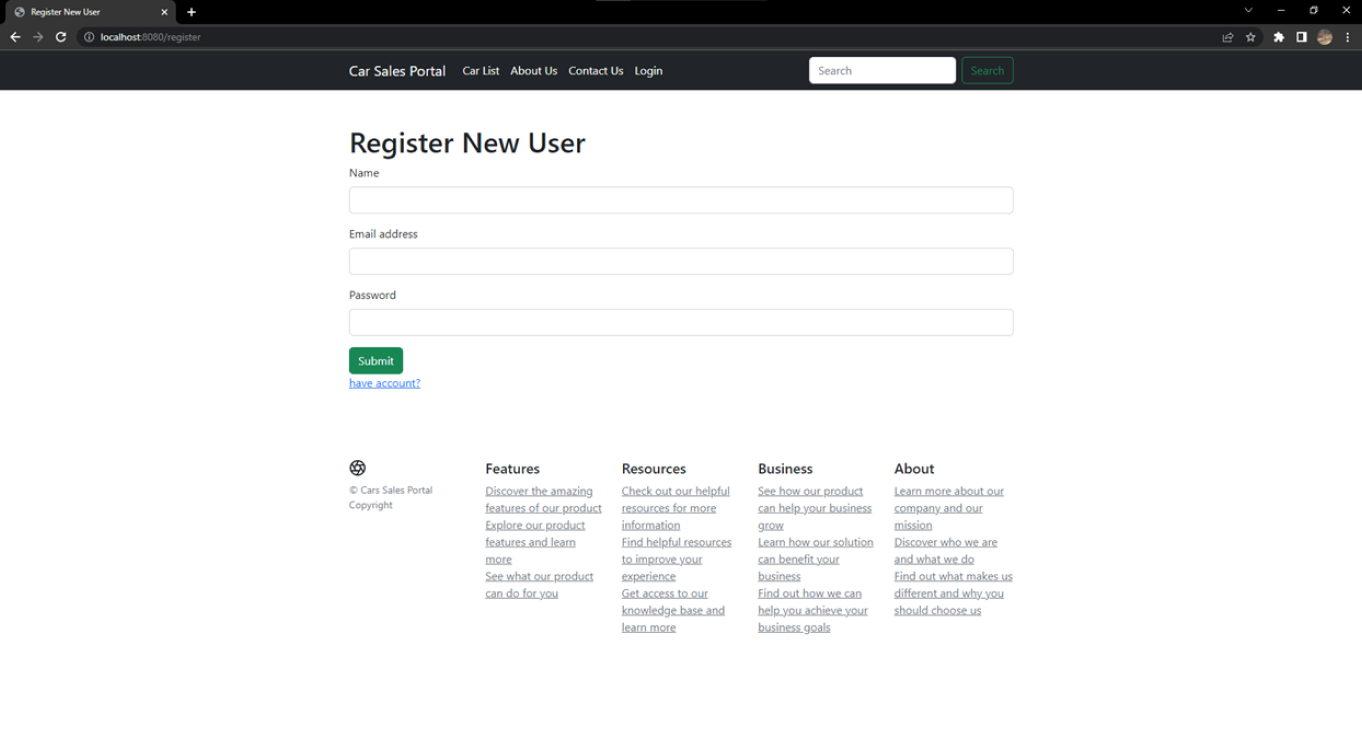 Register New User
localhost:8080/register
Car Sales Portal Car List About Us Contact Us Login Search Search
Register New User
Name
Email address
Password
Submit
have account?
© Cars Sales Portal
Copyright
Features
Discover the amazing
features of our product
Explore our product
features and learn
more
See what our product
can do for you
Resources
Check out our helpful
resources for more
information
Find helpful resources
to improve your
experience
Get access to our
knowledge base and
learn more
Business
See how our product
can help your business
grow
Learn how our solution
can benefit your
business
Find out how we can
help you achieve your
business goals
About
Learn more about our
company and our
mission
Discover who we are
and what we do
Find out what makes us
different and why you
should choose us